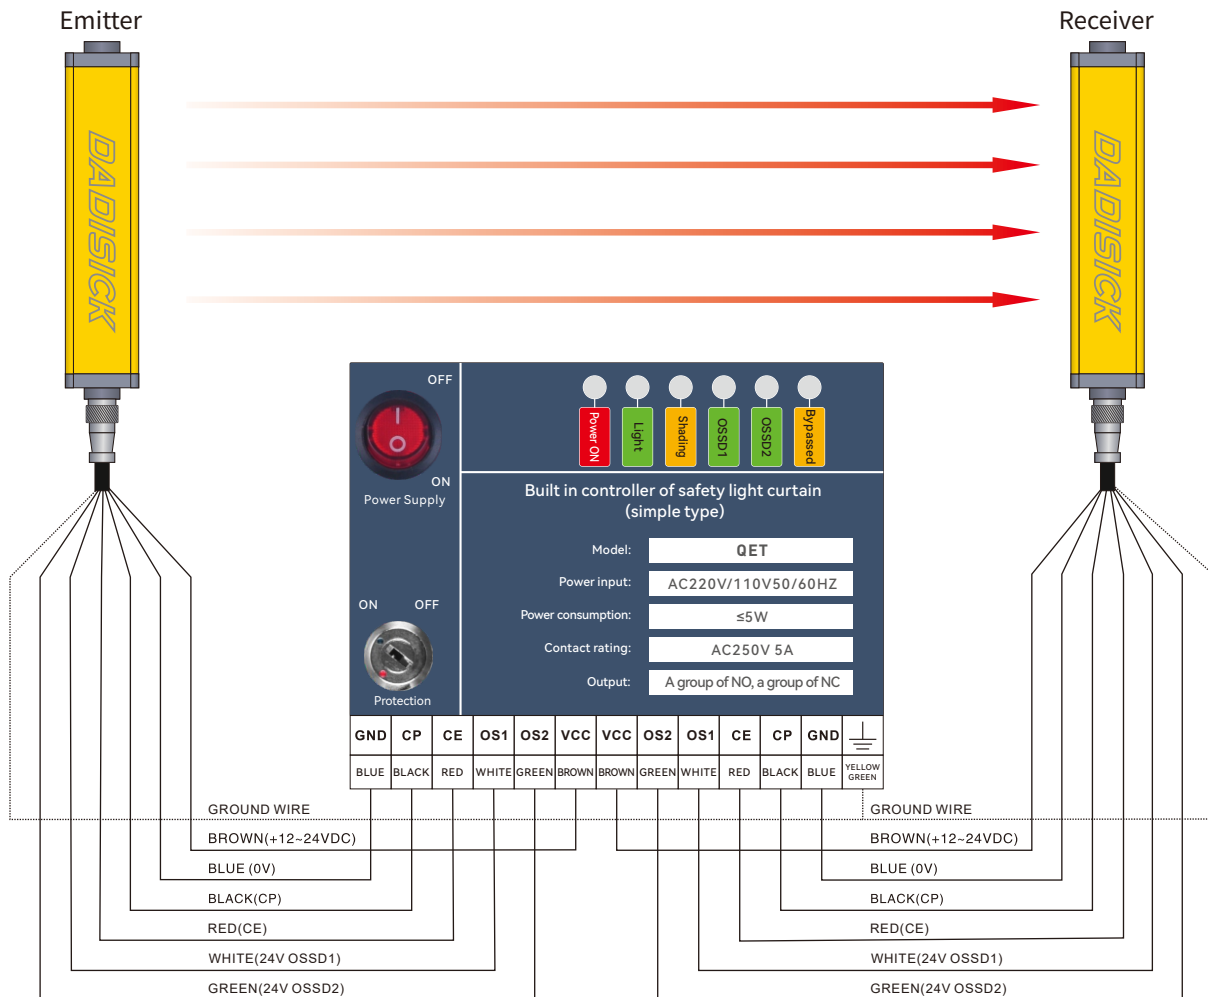 Emitter
Receiver
DADISICK
DADISICK
OFF
I
O
ON
Power Supply
Power ON
Light
Shading
OSSD1
OSSD2
Bypassed
Built in controller of safety light curtain
(simple type)
Model: QET
Power input: AC220V/110V50/60HZ
Power consumption: ≤5W
Contact rating: AC250V 5A
Output: A group of NO, a group of NC
ON OFF
Protection
GND CP CE OS1 OS2 VCC VCC OS2 OS1 CE CP GND
BLUE BLACK RED WHITE GREEN BROWN BROWN GREEN WHITE RED BLACK BLUE YELLOW
GREEN
GROUND WIRE
BROWN(+12~24VDC)
BLUE (0V)
BLACK(CP)
RED(CE)
WHITE(24V OSSD1)
GREEN(24V OSSD2)
GROUND WIRE
BROWN(+12~24VDC)
BLUE (0V)
BLACK(CP)
RED(CE)
WHITE(24V OSSD1)
GREEN(24V OSSD2)